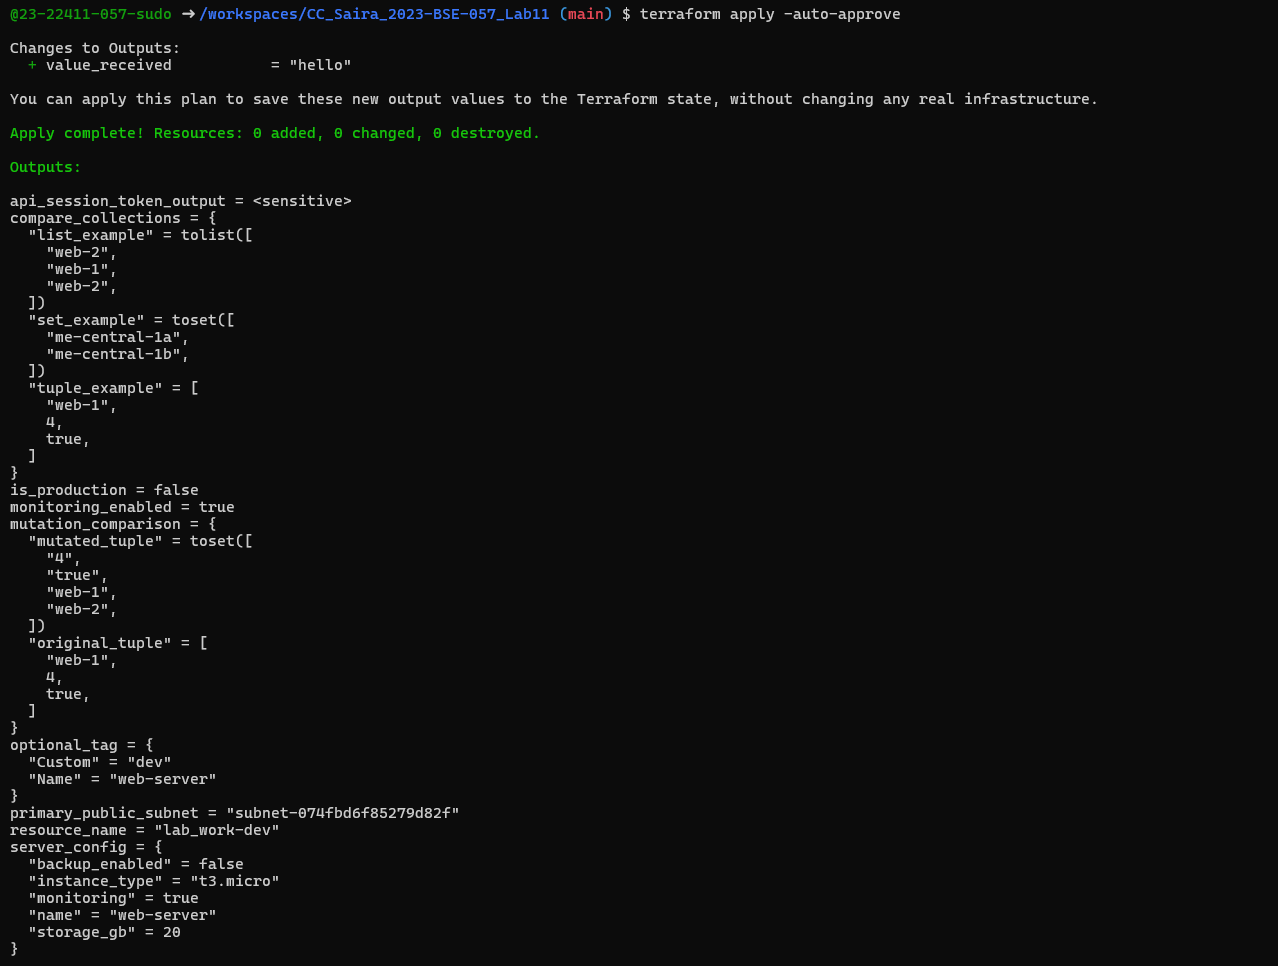 @23-22411-057-sudo ➜ /workspaces/CC_Saira_2023-BSE-057_Lab11 (main) $ terraform apply -auto-approve

Changes to Outputs:
  + value_received           = "hello"

You can apply this plan to save these new output values to the Terraform state, without changing any real infrastructure.

Apply complete! Resources: 0 added, 0 changed, 0 destroyed.

Outputs:

api_session_token_output = <sensitive>
compare_collections = {
  "list_example" = tolist([
    "web-2",
    "web-1",
    "web-2",
  ])
  "set_example" = toset([
    "me-central-1a",
    "me-central-1b",
  ])
  "tuple_example" = [
    "web-1",
    4,
    true,
  ]
}
is_production = false
monitoring_enabled = true
mutation_comparison = {
  "mutated_tuple" = toset([
    "4",
    "true",
    "web-1",
    "web-2",
  ])
  "original_tuple" = [
    "web-1",
    4,
    true,
  ]
}
optional_tag = {
  "Custom" = "dev"
  "Name" = "web-server"
}
primary_public_subnet = "subnet-074fbd6f85279d82f"
resource_name = "lab_work-dev"
server_config = {
  "backup_enabled" = false
  "instance_type" = "t3.micro"
  "monitoring" = true
  "name" = "web-server"
  "storage_gb" = 20
}